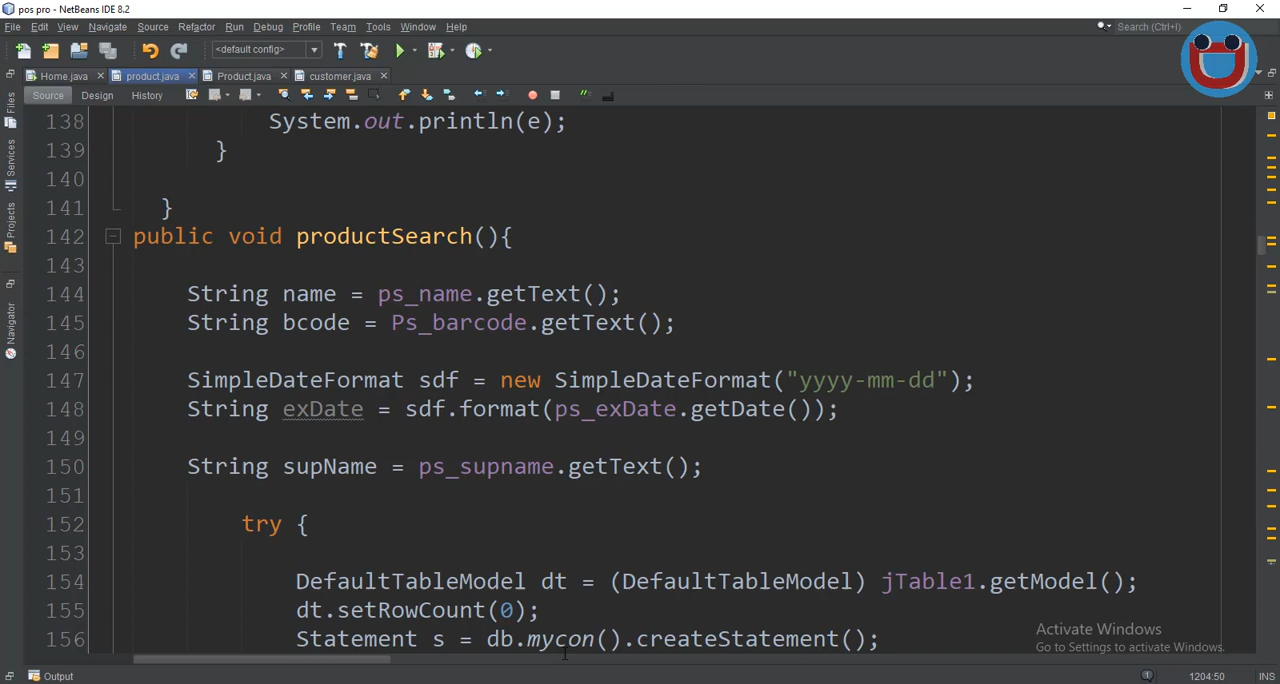 pos pro - NetBeans IDE 8.2
File Edit View Navigate Source Refactor Run Debug Profile Team Tools Window Help
Search (Ctrl+I)
<default config>
Home.java product.java Product.java customer.java
Source Design History
Files
Services
Projects
Navigator
138 System.out.println(e);
139 }
140
141 }
142 public void productSearch(){
143
144 String name = ps_name.getText();
145 String bcode = Ps_barcode.getText();
146
147 SimpleDateFormat sdf = new SimpleDateFormat("yyyy-mm-dd");
148 String exDate = sdf.format(ps_exDate.getDate());
149
150 String supName = ps_supname.getText();
151
152 try {
153
154 DefaultTableModel dt = (DefaultTableModel) jTable1.getModel();
155 dt.setRowCount(0);
156 Statement s = db.mycon().createStatement();
Activate Windows
Go to Settings to activate Windows.
Output
1204:50 INS